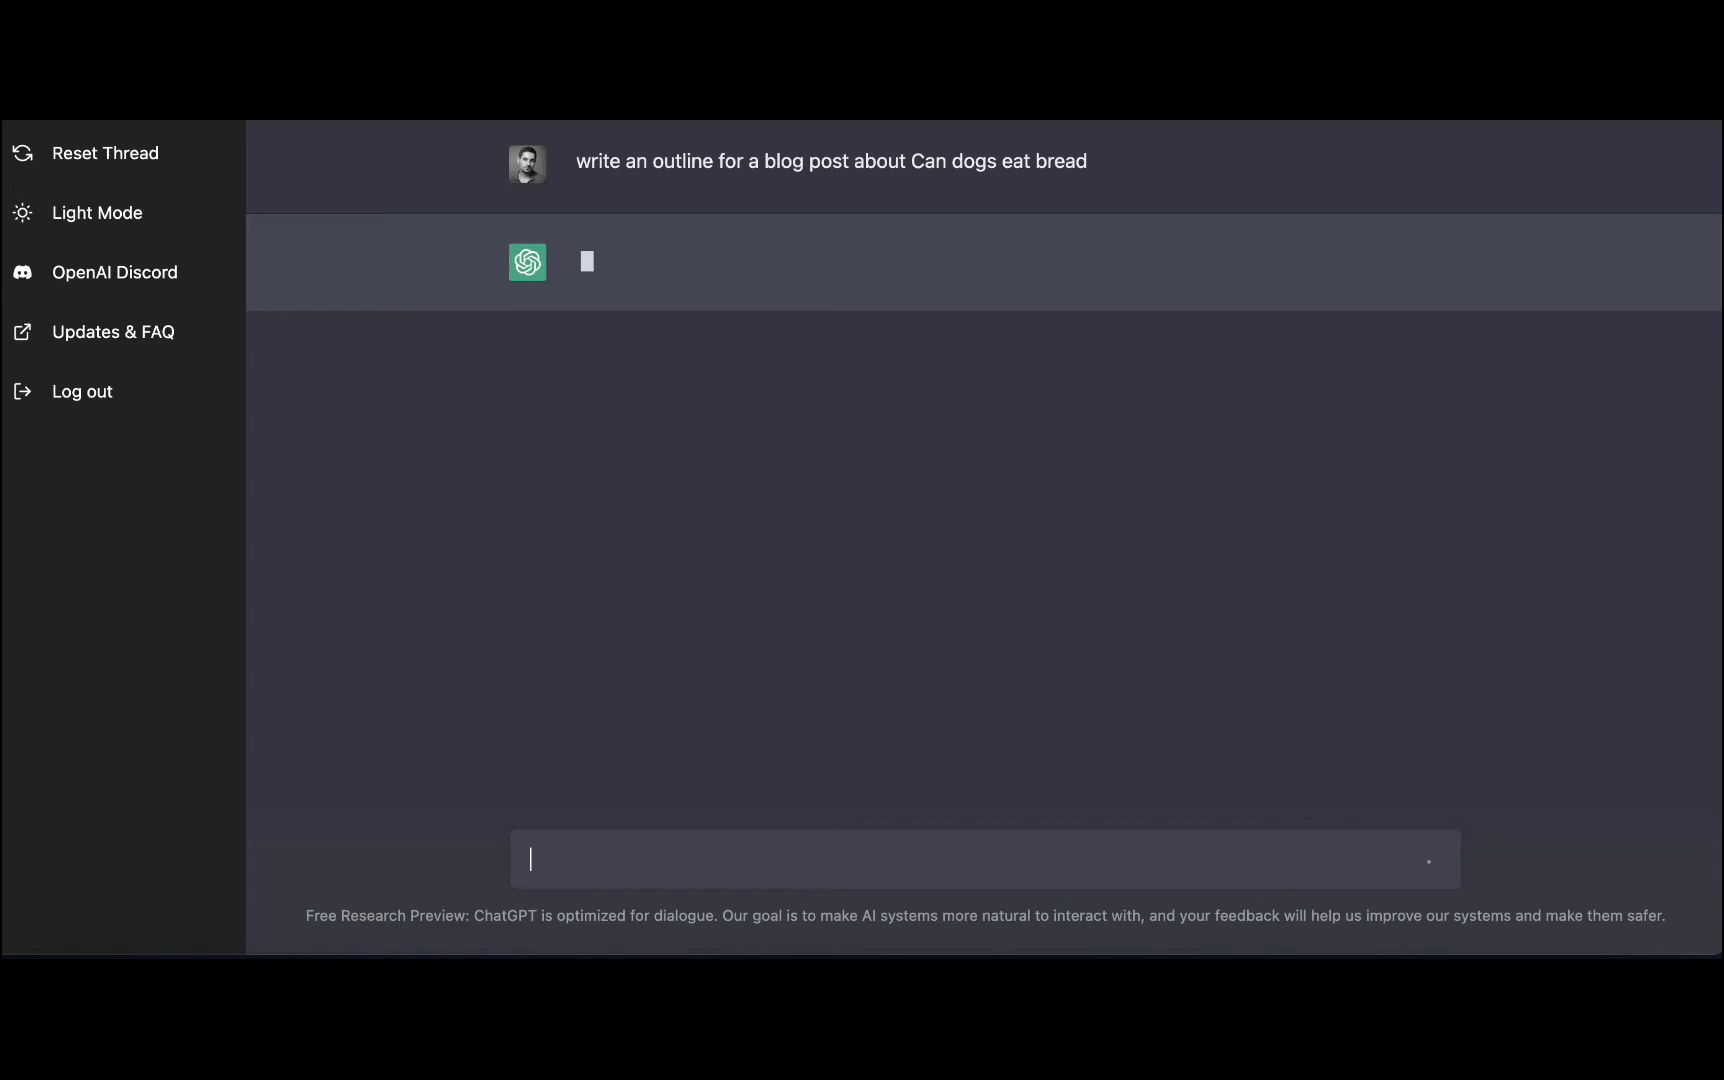 Reset Thread
Light Mode
OpenAI Discord
Updates & FAQ
Log out
write an outline for a blog post about Can dogs eat bread
Free Research Preview: ChatGPT is optimized for dialogue. Our goal is to make AI systems more natural to interact with, and your feedback will help us improve our systems and make them safer.